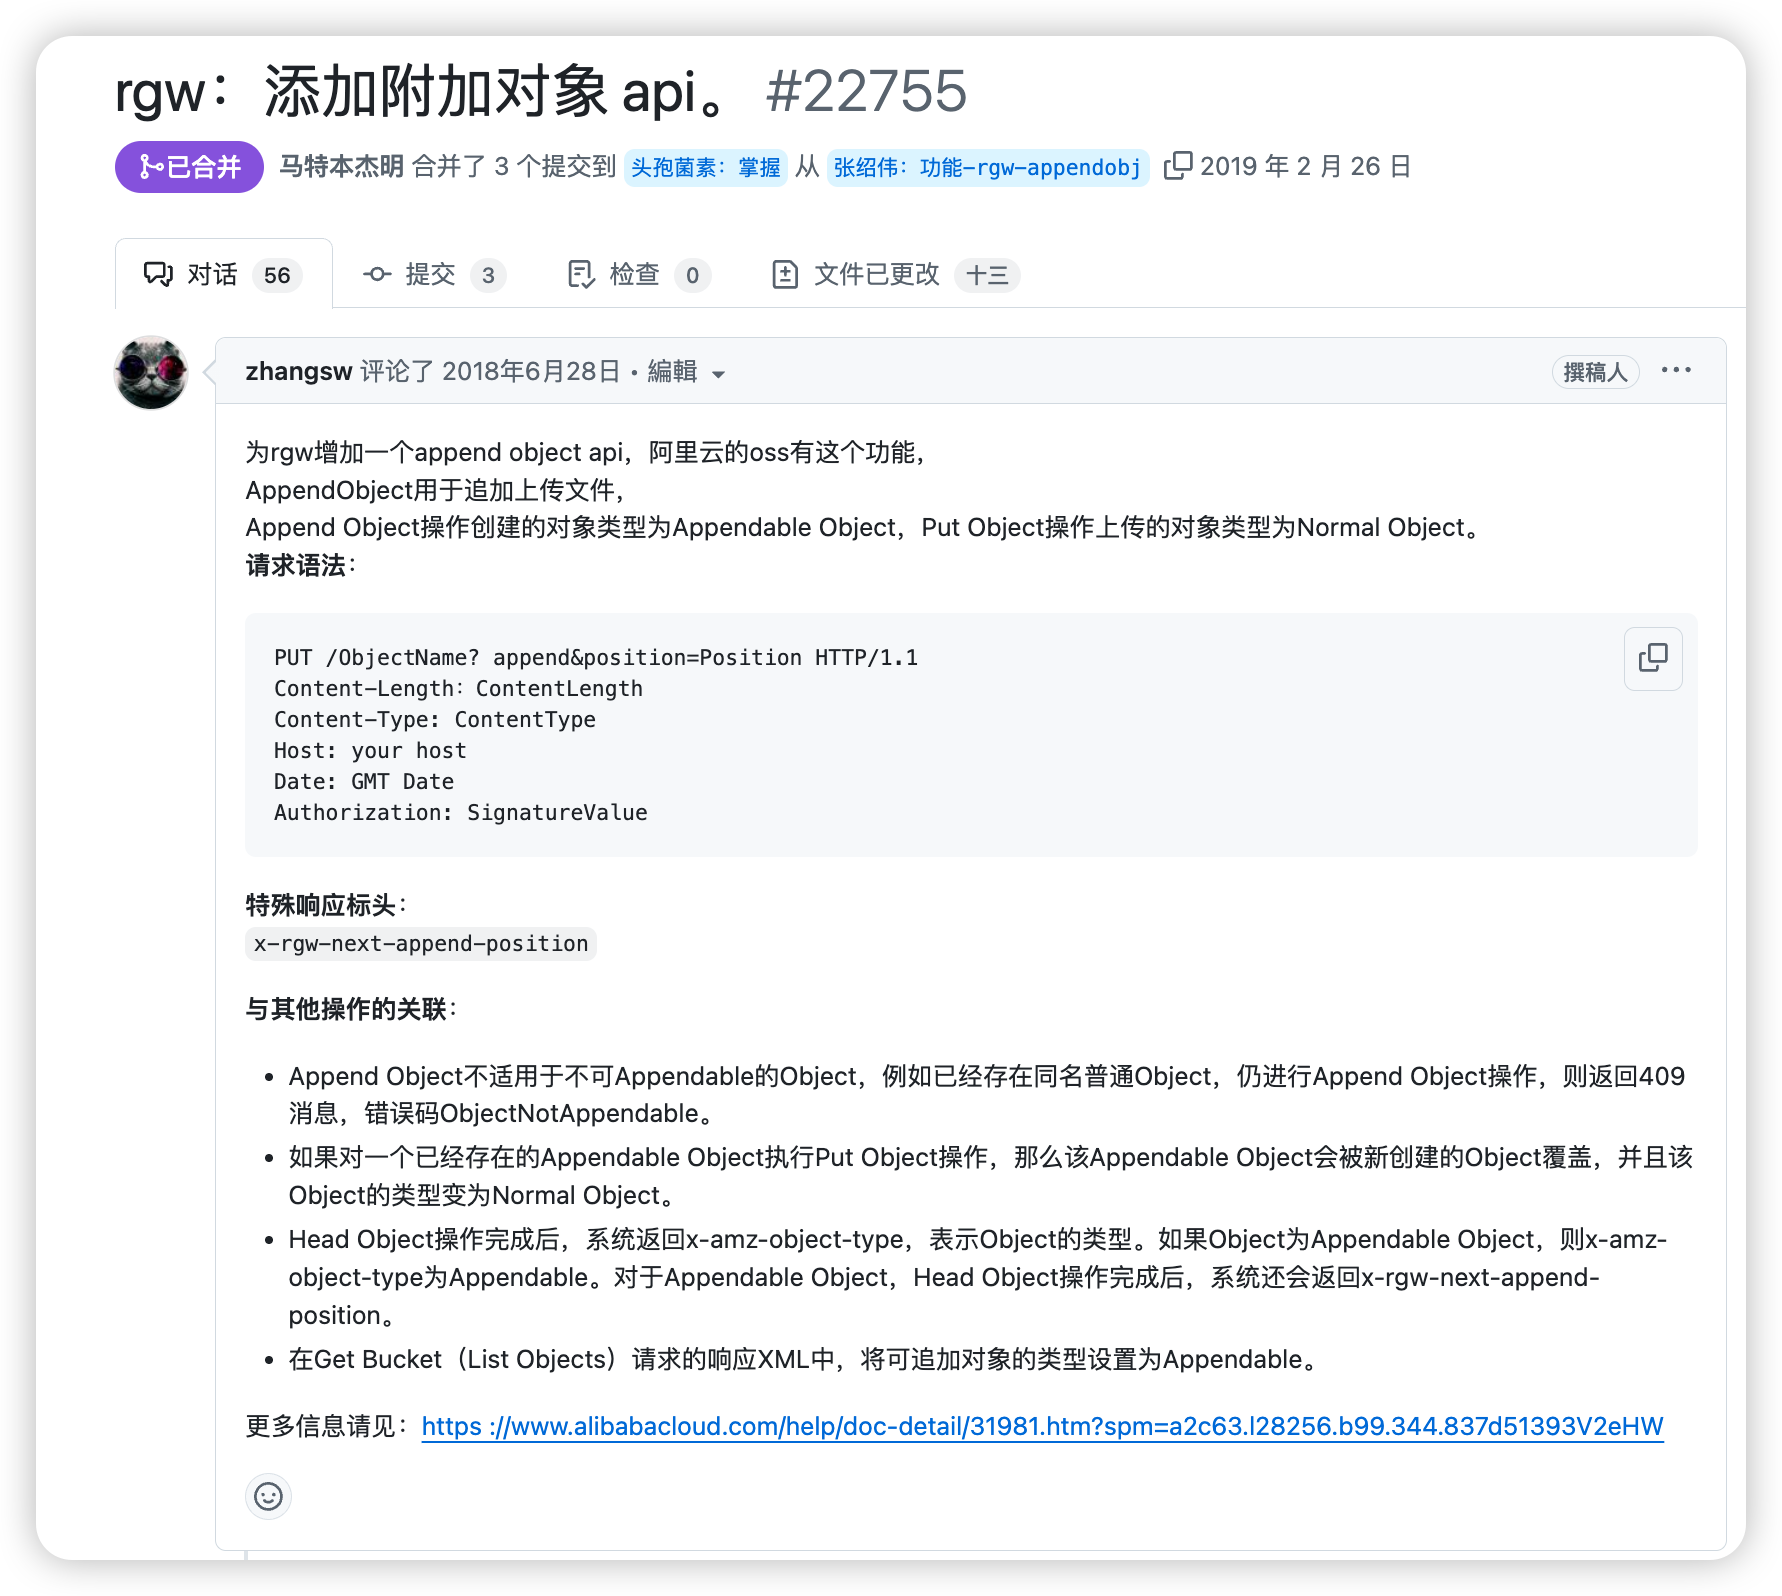 rgw：添加附加对象 api。 #22755
已合并 马特本杰明 合并了 3 个提交到 头孢菌素：掌握 从 张绍伟：功能-rgw-appendobj 2019 年 2 月 26 日
对话 56 提交 3 检查 0 文件已更改 十三
zhangsw 评论了 2018年6月28日 • 編輯 撰稿人 ...
为rgw增加一个append object api，阿里云的oss有这个功能，
AppendObject用于追加上传文件，
Append Object操作创建的对象类型为Appendable Object，Put Object操作上传的对象类型为Normal Object。
请求语法：
PUT /ObjectName? append&position=Position HTTP/1.1
Content-Length：ContentLength
Content-Type: ContentType
Host: your host
Date: GMT Date
Authorization: SignatureValue
特殊响应标头：
x-rgw-next-append-position
与其他操作的关联：
• Append Object不适用于不可Appendable的Object，例如已经存在同名普通Object，仍进行Append Object操作，则返回409
消息，错误码ObjectNotAppendable。
• 如果对一个已经存在的Appendable Object执行Put Object操作，那么该Appendable Object会被新创建的Object覆盖，并且该
Object的类型变为Normal Object。
• Head Object操作完成后，系统返回x-amz-object-type，表示Object的类型。如果Object为Appendable Object，则x-amz-
object-type为Appendable。对于Appendable Object，Head Object操作完成后，系统还会返回x-rgw-next-append-
position。
• 在Get Bucket（List Objects）请求的响应XML中，将可追加对象的类型设置为Appendable。
更多信息请见：https ://www.alibabacloud.com/help/doc-detail/31981.htm?spm=a2c63.l28256.b99.344.837d51393V2eHW